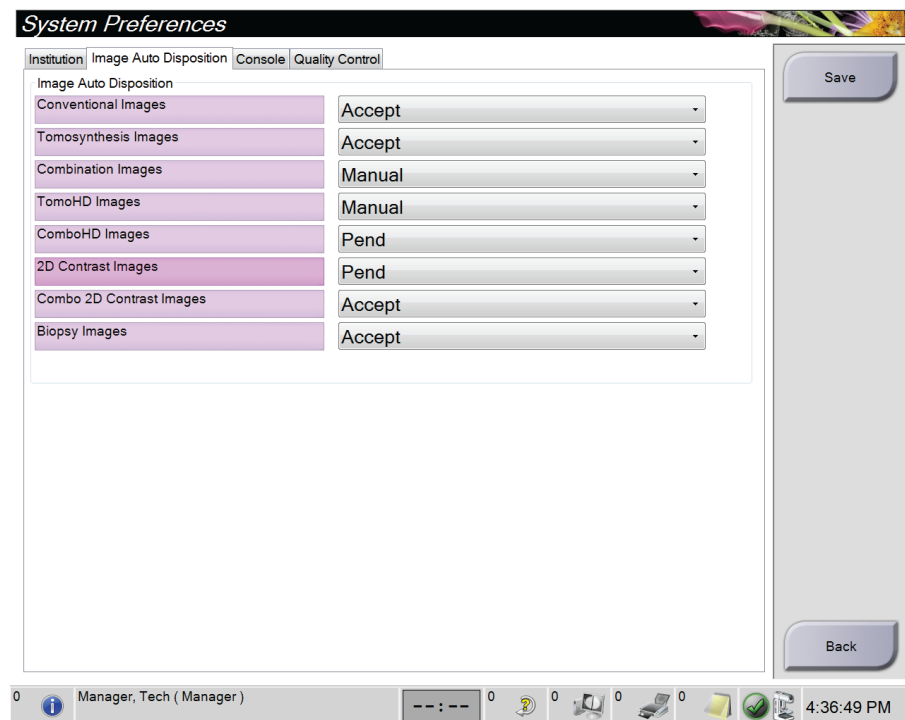 System Preferences
Institution Image Auto Disposition Console Quality Control
Save
Image Auto Disposition
Conventional Images Accept
Tomosynthesis Images Accept
Combination Images Manual
TomoHD Images Manual
ComboHD Images Pend
2D Contrast Images Pend
Combo 2D Contrast Images Accept
Biopsy Images Accept
Back
0 Manager, Tech ( Manager ) --:-- 0 0 0 0 4:36:49 PM